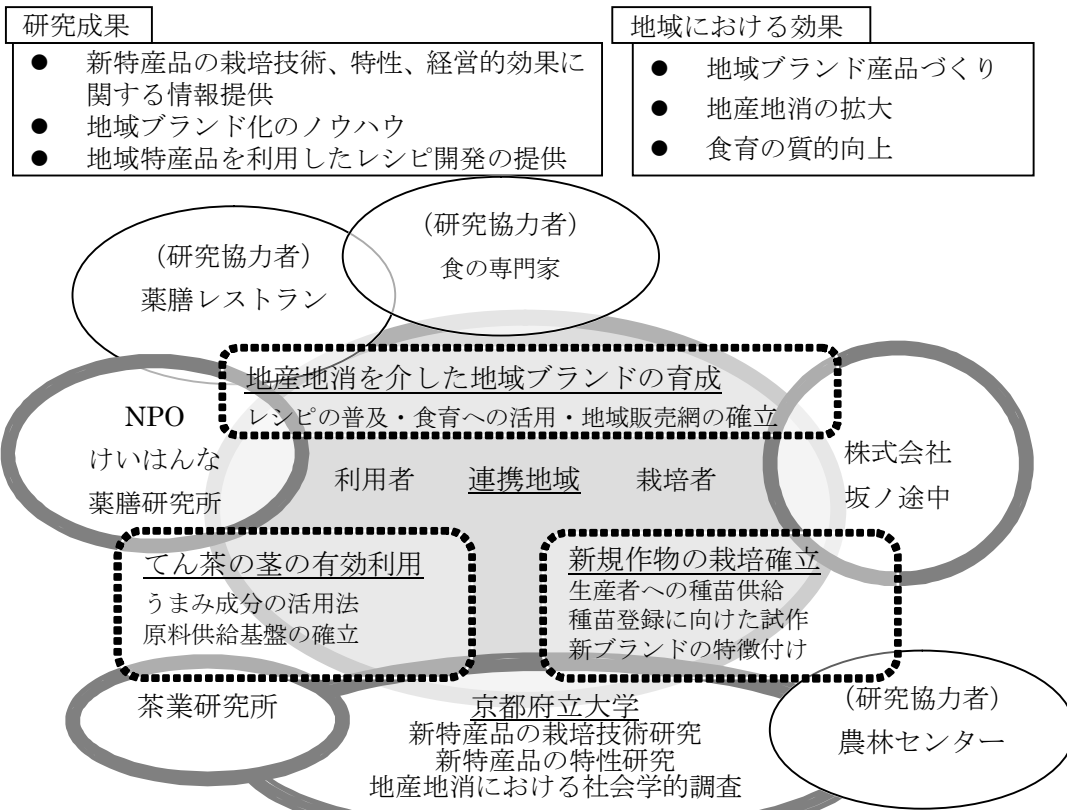 研究成果
● 新特産品の栽培技術、特性、経営的効果に
関する情報提供
● 地域ブランド化のノウハウ
● 地域特産品を利用したレシピ開発の提供
地域における効果
● 地域ブランド産品づくり
● 地産地消の拡大
● 食育の質的向上
(研究協力者)
薬膳レストラン
(研究協力者)
食の専門家
地産地消を介した地域ブランドの育成
レシピの普及・食育への活用・地域販売網の確立
NPO
けいはんな
薬膳研究所
利用者 連携地域 栽培者
株式会社
坂ノ途中
てん茶の茎の有効利用
うまみ成分の活用法
原料供給基盤の確立
新規作物の栽培確立
生産者への種苗供給
種苗登録に向けた試作
新ブランドの特徴付け
茶業研究所
京都府立大学
新特産品の栽培技術研究
新特産品の特性研究
地産地消における社会学的調査
(研究協力者)
農林センター